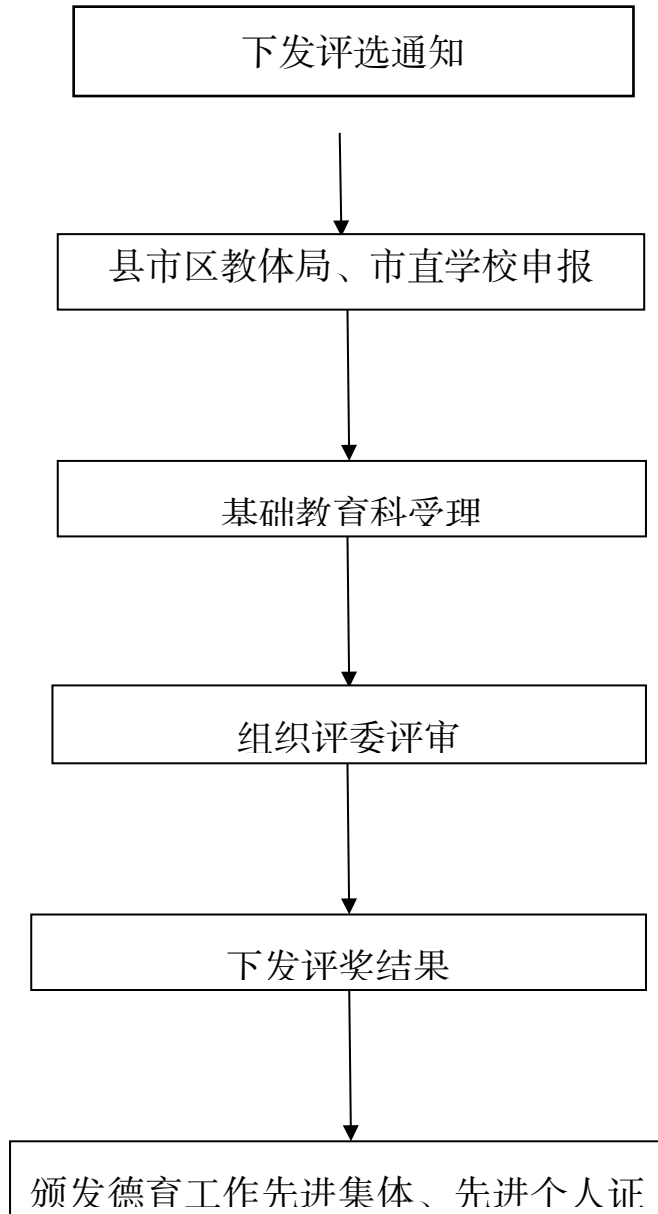 下发评选通知
县市区教体局、市直学校申报
基础教育科受理
组织评委评审
下发评奖结果
颁发德育工作先进集体、先进个人证